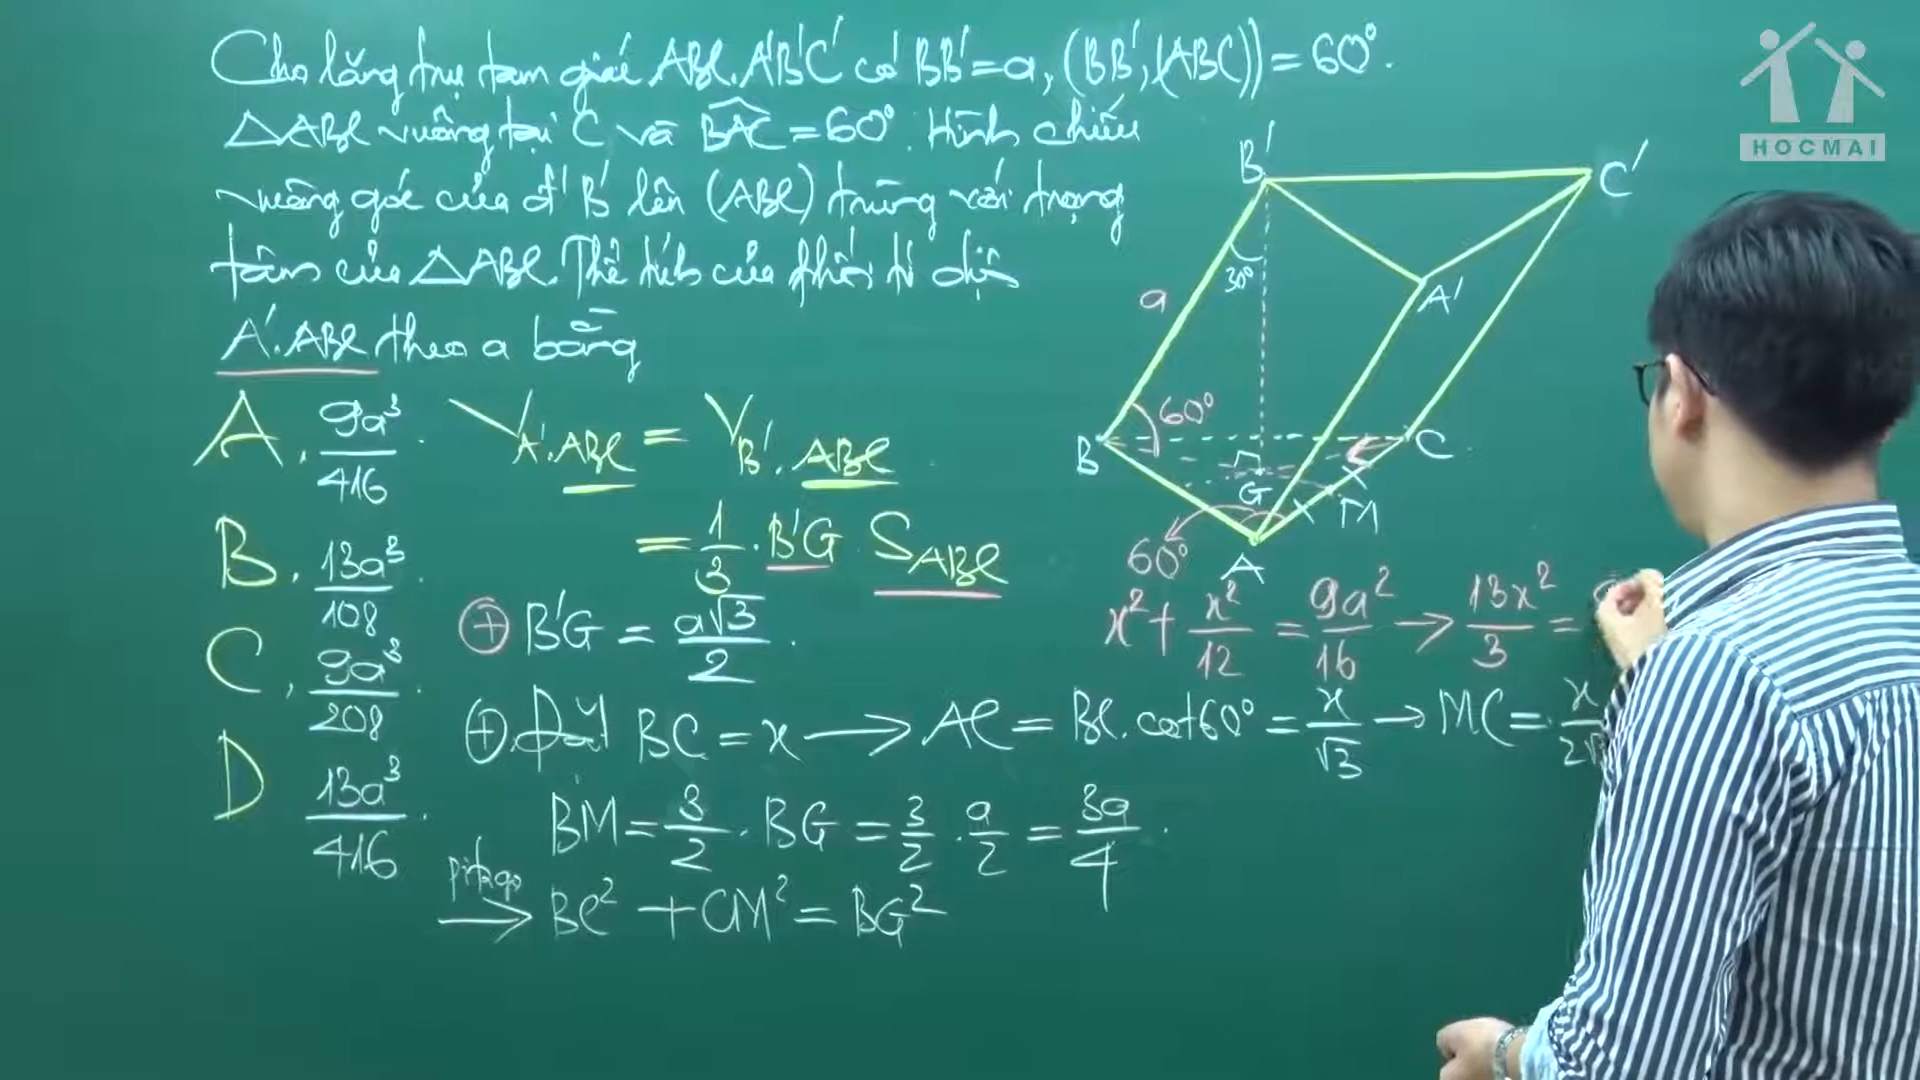 HOCMAI
Cho lăng trụ tam giác ABC.A'B'C' có BB' = a, (BB', (ABC)) = 60°.
△ABC vuông tại C và BAC = 60°. Hình chiếu
vuông góc của đ' B' lên (ABC) trùng với trọng
tâm của △ABC. Thể tích của khối tứ diện
A'.ABC theo a bằng
A. 9a³/416.
B. 13a³/108.
C. 9a³/208.
D. 13a³/416.
V_A'.ABC = V_B'.ABC.
= 1/3 . B'G . S_ABC
⊕ B'G = a√3/2.
⊕ Đặt BC = x → AC = BC.cot60° = x/√3 → MC =
BM = 3/2 . BG = 3/2 . a/2 = 3a/4.
pitago → BC² + CM² = BG²
B'
C'
30°
A'
a
60°
B
C
G
M
60°
A
x² + x²/12 = 9a²/16 → 13x²/3 =